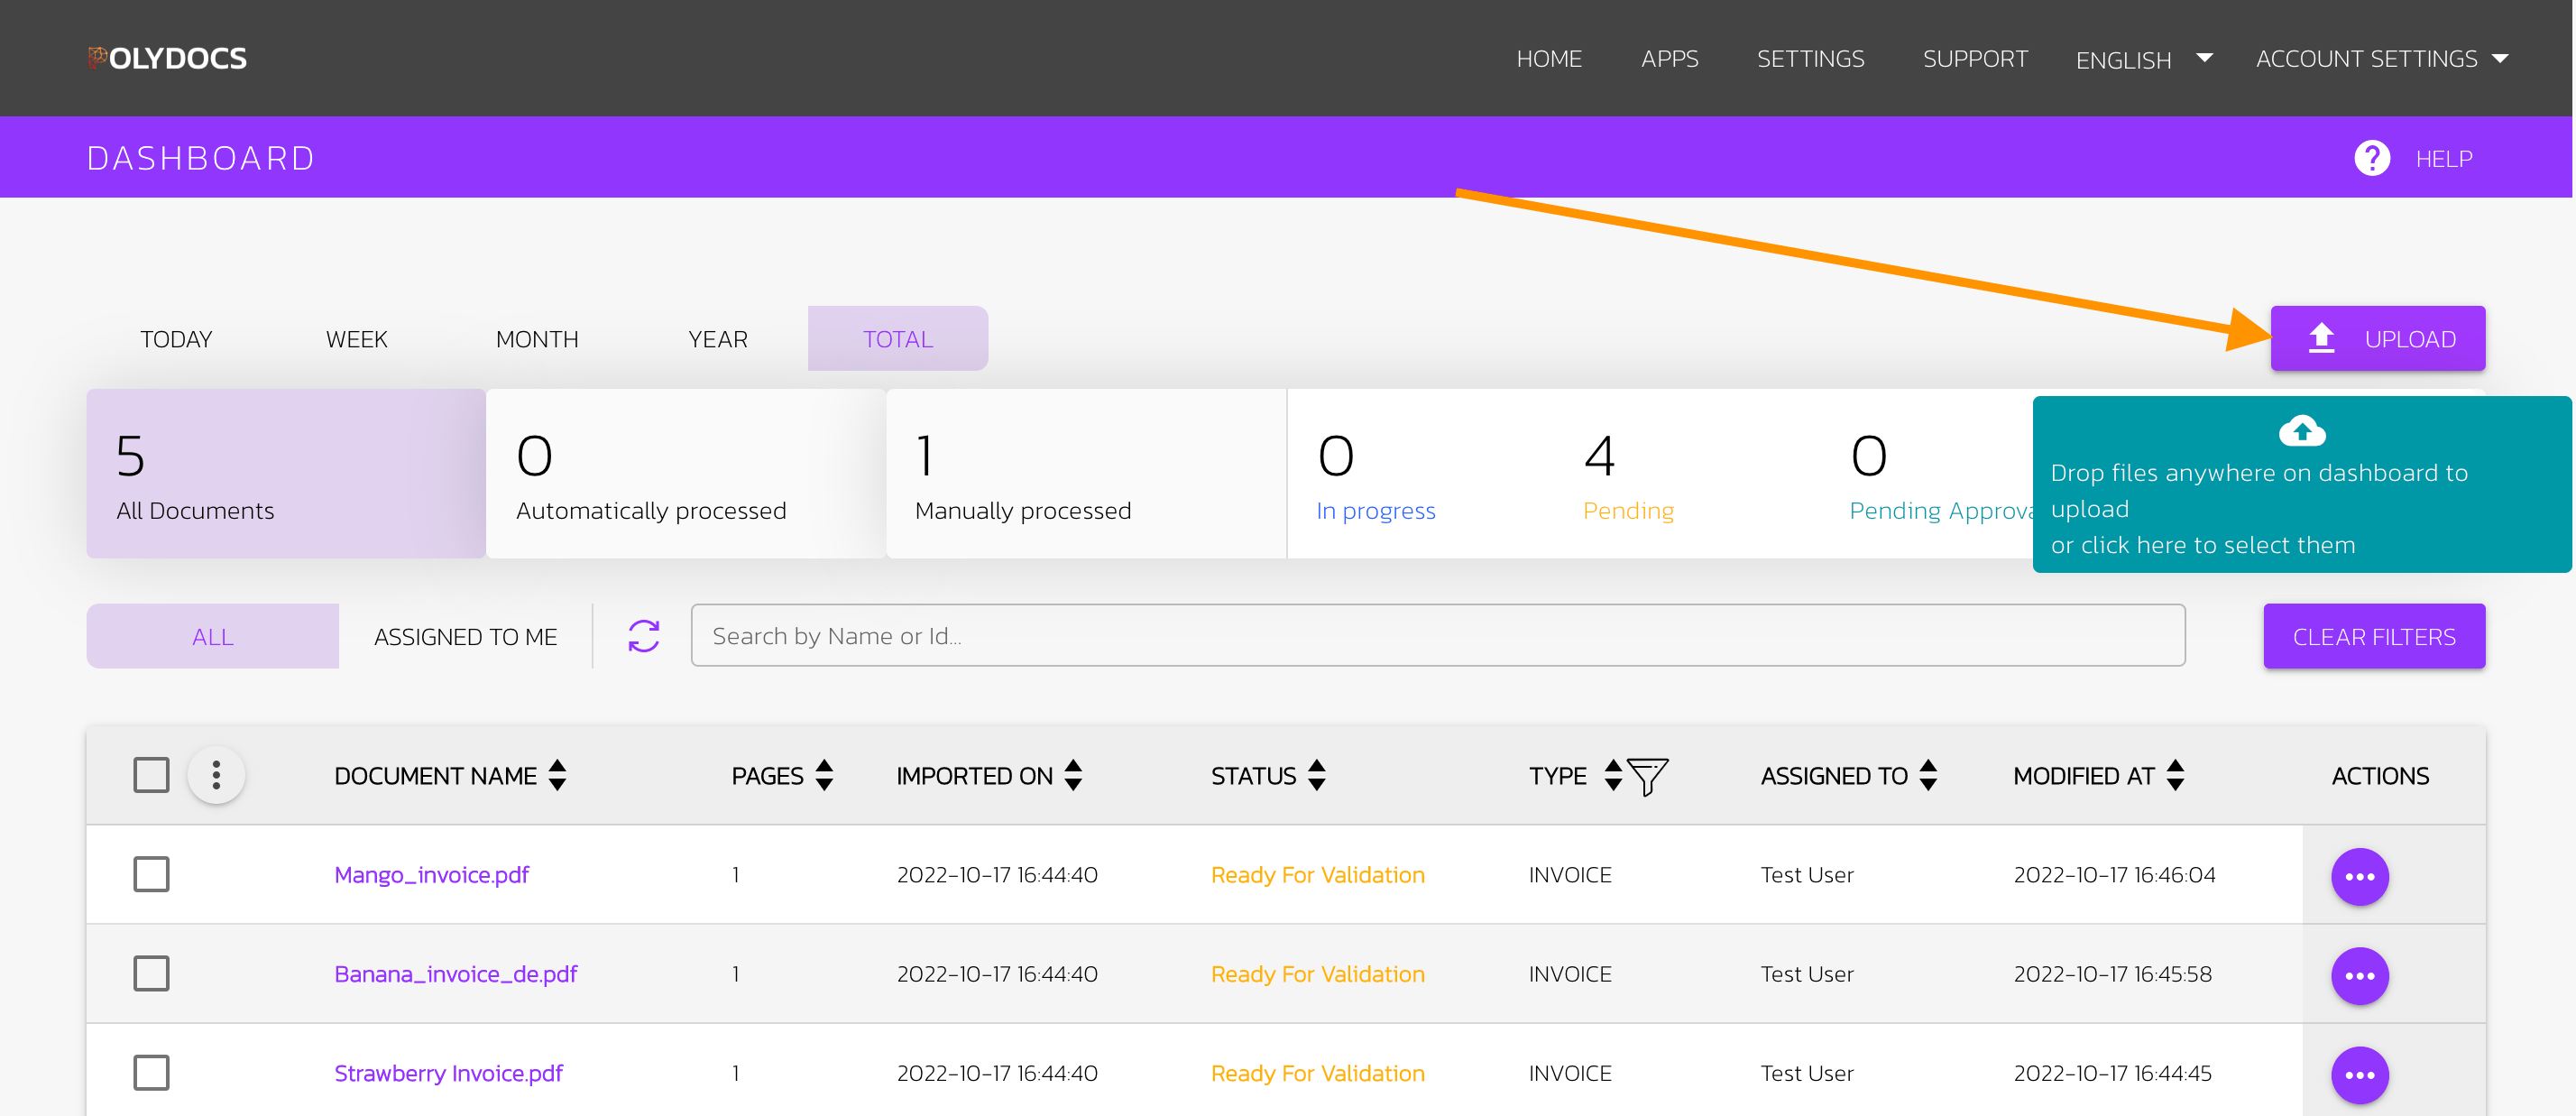 POLYDOCS
HOME APPS SETTINGS SUPPORT ENGLISH ACCOUNT SETTINGS
DASHBOARD
? HELP
TODAY WEEK MONTH YEAR TOTAL
UPLOAD
5 0 1 0 4 0
All Documents Automatically processed Manually processed In progress Pending Pending Approva
Drop files anywhere on dashboard to
upload
or click here to select them
ALL ASSIGNED TO ME Search by Name or Id... CLEAR FILTERS
DOCUMENT NAME PAGES IMPORTED ON STATUS TYPE ASSIGNED TO MODIFIED AT ACTIONS
Mango_invoice.pdf 1 2022-10-17 16:44:40 Ready For Validation INVOICE Test User 2022-10-17 16:46:04
Banana_invoice_de.pdf 1 2022-10-17 16:44:40 Ready For Validation INVOICE Test User 2022-10-17 16:45:58
Strawberry Invoice.pdf 1 2022-10-17 16:44:40 Ready For Validation INVOICE Test User 2022-10-17 16:44:45